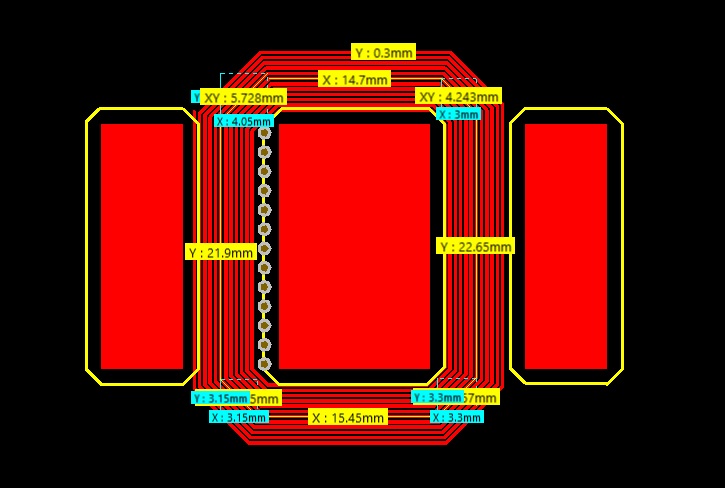 Y : 0.3mm
X : 14.7mm
XY : 5.728mm
XY : 4.243mm
X : 4.05mm
X : 3mm
Y : 21.9mm
Y : 22.65mm
Y : 3.15mm
5mm
Y : 3.3mm
67mm
X : 3.15mm
X : 15.45mm
X : 3.3mm